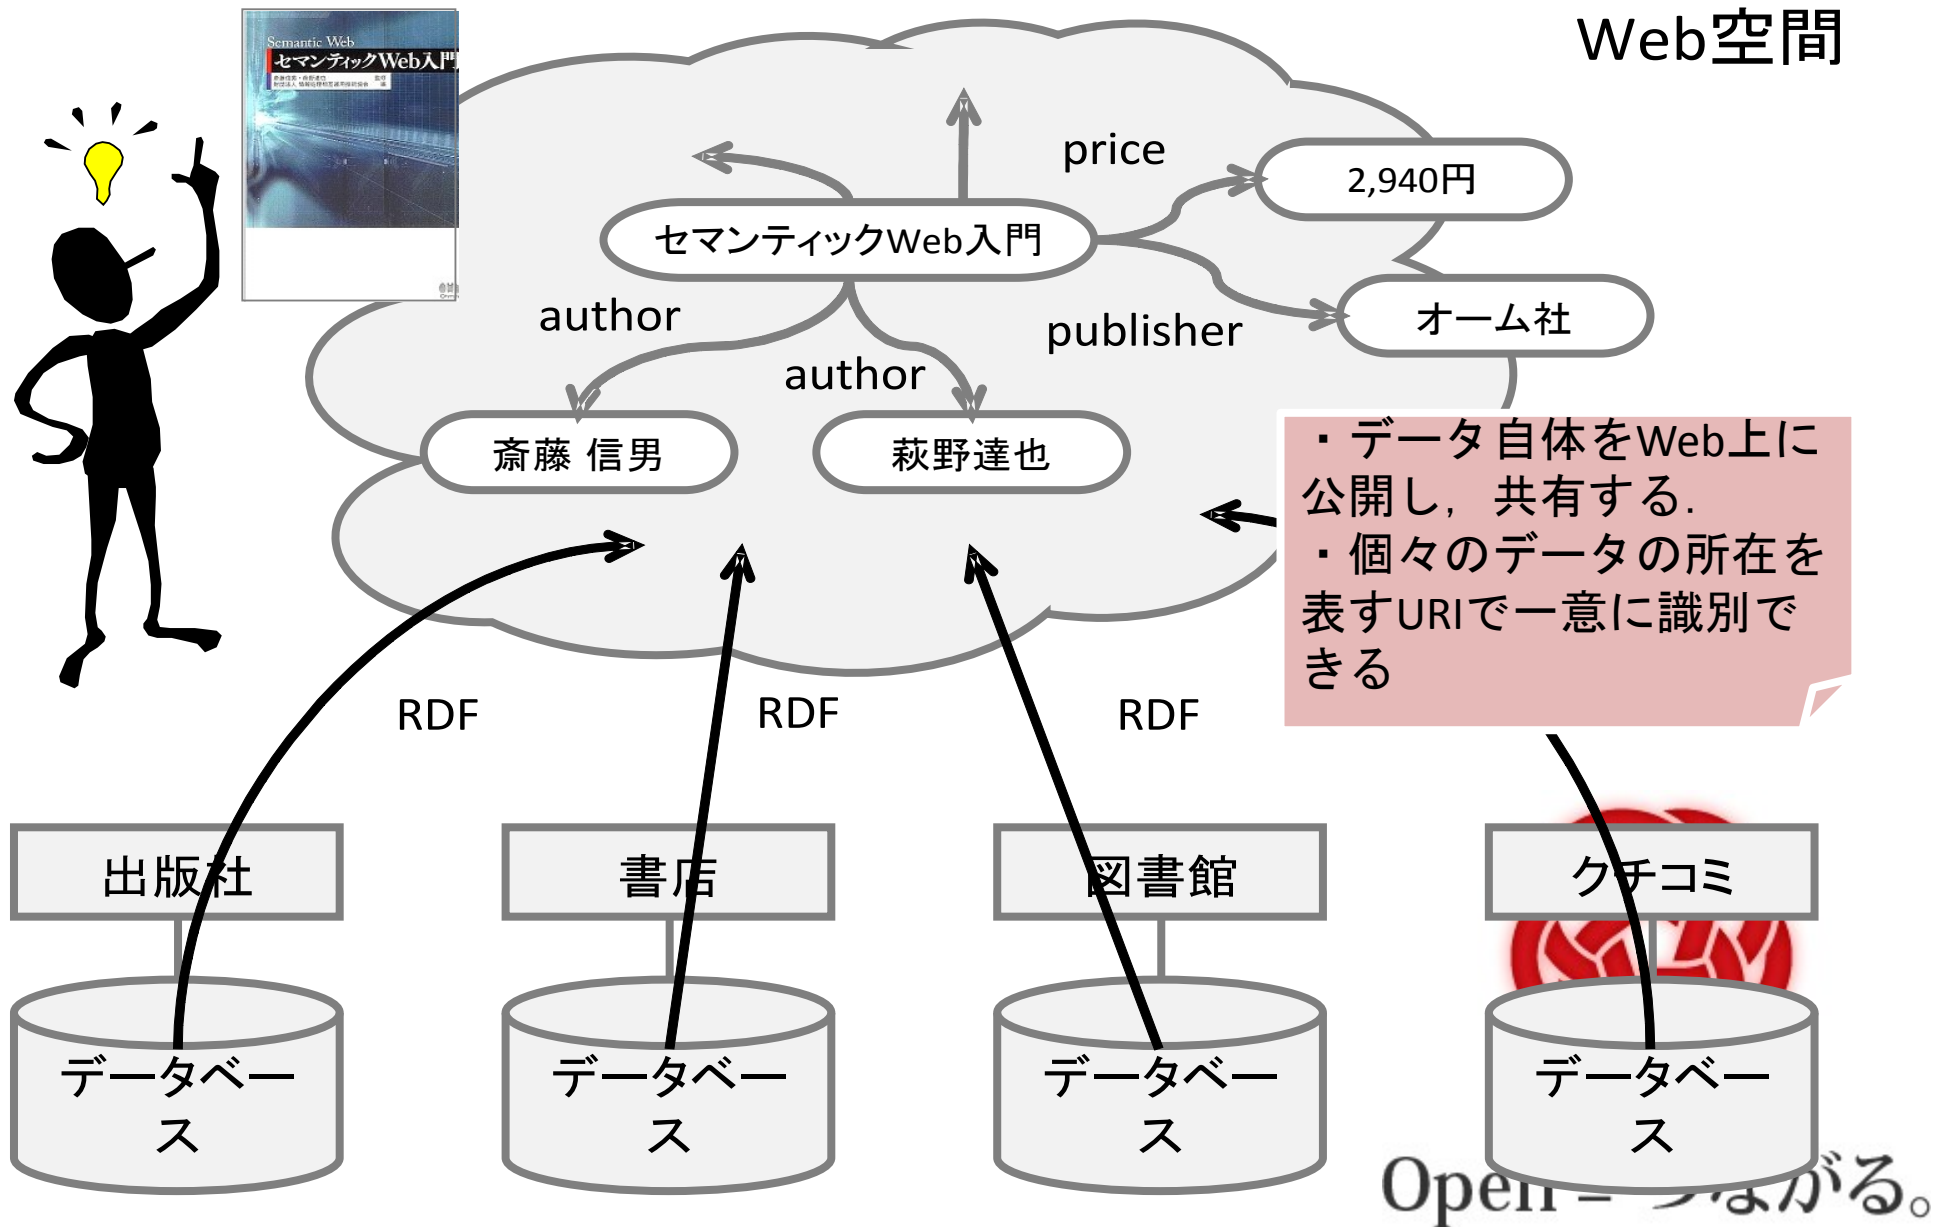 Web空間
Semantic Web
セマンティックWeb入門
price
2,940円
セマンティックWeb入門
author
publisher
オーム社
author
斎藤 信男
萩野達也
・データ自体をWeb上に
公開し，共有する．
・個々のデータの所在を
表すURIで一意に識別で
きる
RDF
RDF
RDF
出版社
書店
図書館
クチコミ
データベー
ス
データベー
ス
データベー
ス
データベー
ス
Open = つながる。